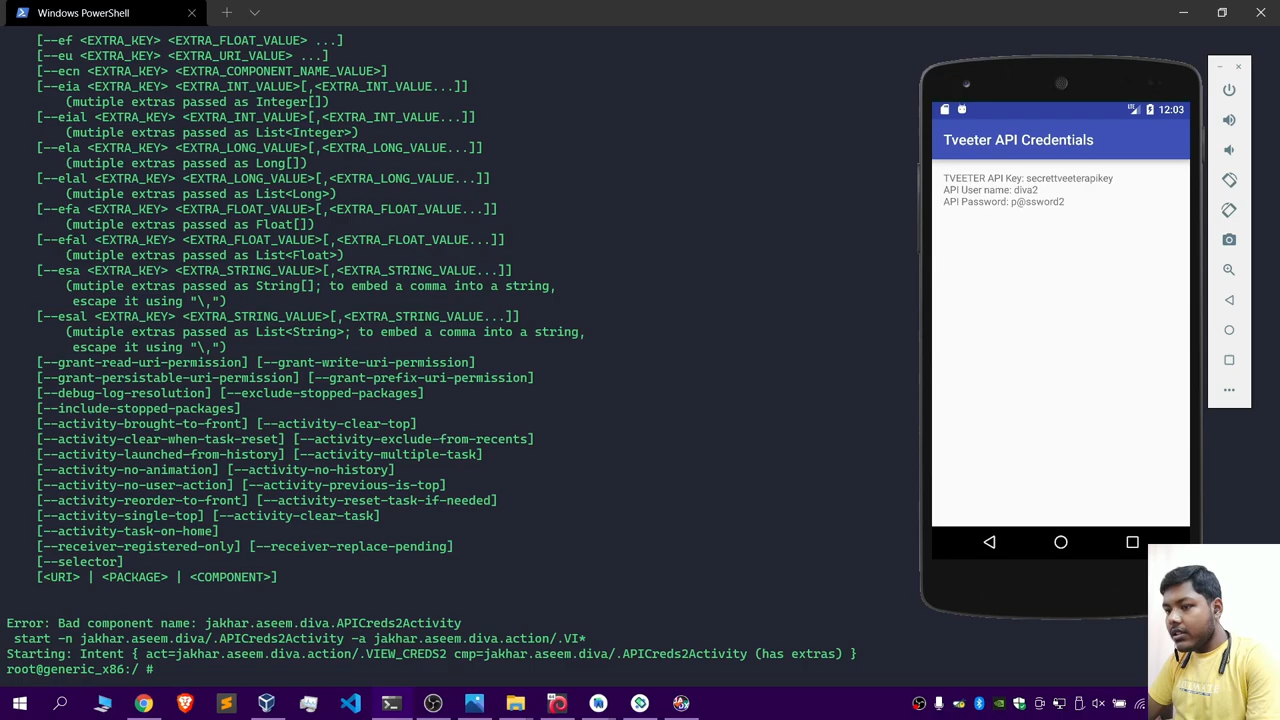 Windows PowerShell
[--ef <EXTRA_KEY> <EXTRA_FLOAT_VALUE> ...]
[--eu <EXTRA_KEY> <EXTRA_URI_VALUE> ...]
[--ecn <EXTRA_KEY> <EXTRA_COMPONENT_NAME_VALUE>]
[--eia <EXTRA_KEY> <EXTRA_INT_VALUE>[,<EXTRA_INT_VALUE...]]
(mutiple extras passed as Integer[])
[--eial <EXTRA_KEY> <EXTRA_INT_VALUE>[,<EXTRA_INT_VALUE...]]
(mutiple extras passed as List<Integer>)
[--ela <EXTRA_KEY> <EXTRA_LONG_VALUE>[,<EXTRA_LONG_VALUE...]]
(mutiple extras passed as Long[])
[--elal <EXTRA_KEY> <EXTRA_LONG_VALUE>[,<EXTRA_LONG_VALUE...]]
(mutiple extras passed as List<Long>)
[--efa <EXTRA_KEY> <EXTRA_FLOAT_VALUE>[,<EXTRA_FLOAT_VALUE...]]
(mutiple extras passed as Float[])
[--efal <EXTRA_KEY> <EXTRA_FLOAT_VALUE>[,<EXTRA_FLOAT_VALUE...]]
(mutiple extras passed as List<Float>)
[--esa <EXTRA_KEY> <EXTRA_STRING_VALUE>[,<EXTRA_STRING_VALUE...]]
(mutiple extras passed as String[]; to embed a comma into a string,
escape it using "\,")
[--esal <EXTRA_KEY> <EXTRA_STRING_VALUE>[,<EXTRA_STRING_VALUE...]]
(mutiple extras passed as List<String>; to embed a comma into a string,
escape it using "\,")
[--grant-read-uri-permission] [--grant-write-uri-permission]
[--grant-persistable-uri-permission] [--grant-prefix-uri-permission]
[--debug-log-resolution] [--exclude-stopped-packages]
[--include-stopped-packages]
[--activity-brought-to-front] [--activity-clear-top]
[--activity-clear-when-task-reset] [--activity-exclude-from-recents]
[--activity-launched-from-history] [--activity-multiple-task]
[--activity-no-animation] [--activity-no-history]
[--activity-no-user-action] [--activity-previous-is-top]
[--activity-reorder-to-front] [--activity-reset-task-if-needed]
[--activity-single-top] [--activity-clear-task]
[--activity-task-on-home]
[--receiver-registered-only] [--receiver-replace-pending]
[--selector]
[<URI> | <PACKAGE> | <COMPONENT>]
Error: Bad component name: jakhar.aseem.diva.APICreds2Activity
start -n jakhar.aseem.diva/.APICreds2Activity -a jakhar.aseem.diva.action/.VI*
Starting: Intent { act=jakhar.aseem.diva.action/.VIEW_CREDS2 cmp=jakhar.aseem.diva/.APICreds2Activity (has extras) }
root@generic_x86:/ #
12:03
Tveeter API Credentials
TVEETER API Key: secrettveeterapikey
API User name: diva2
API Password: p@ssword2